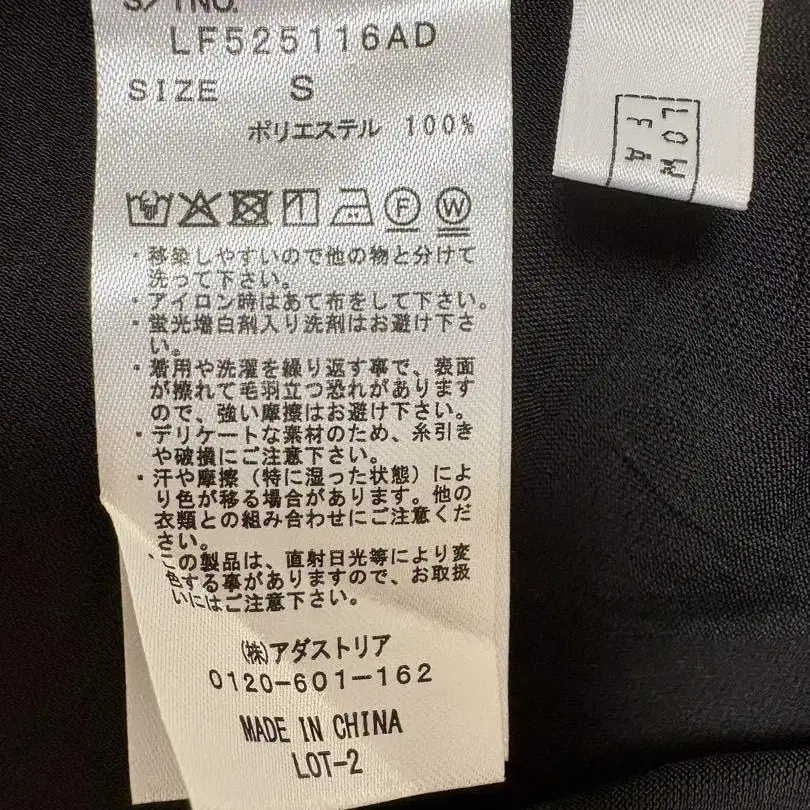 S/TNO.
LF525116AD
SIZE S
ポリエステル 100%
F W
・移染しやすいので他の物と分けて
洗って下さい。
・アイロン時はあて布をして下さい。
・蛍光増白剤入り洗剤はお避け下さ
い。
・着用や洗濯を繰り返す事で、表面
が擦れて毛羽立つ恐れがあります
ので、強い摩擦はお避け下さい。
・デリケートな素材のため、糸引き
や破損にご注意下さい。
・汗や摩擦（特に湿った状態）によ
り色が移る場合があります。他の
衣類との組み合わせにご注意くだ
さい。
・この製品は、直射日光等により変
色する事がありますので、お取扱
いにはご注意下さい。
㈱アダストリア
0120-601-162
MADE IN CHINA
LOT-2
LOW